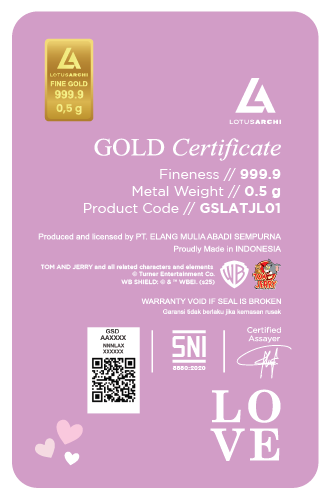 LOTUSARCHI
FINE GOLD
999.9
0,5 g
LOTUSARCHI
GOLD Certificate
Fineness // 999.9
Metal Weight // 0.5 g
Product Code // GSLATJL01
Produced and licensed by PT. ELANG MULIA ABADI SEMPURNA
Proudly Made in INDONESIA
TOM AND JERRY and all related characters and elements
© Turner Entertainment Co.
WB SHIELD: © & ™ WBEI. (s25)
WB
TOM AND JERRY
WARRANTY VOID IF SEAL IS BROKEN
Garansi tidak berlaku jika kemasan rusak
GSD
AAXXXX
NNNLAX
XXXXXX
SNI
8880:2020
Certified
Assayer
LO
VE